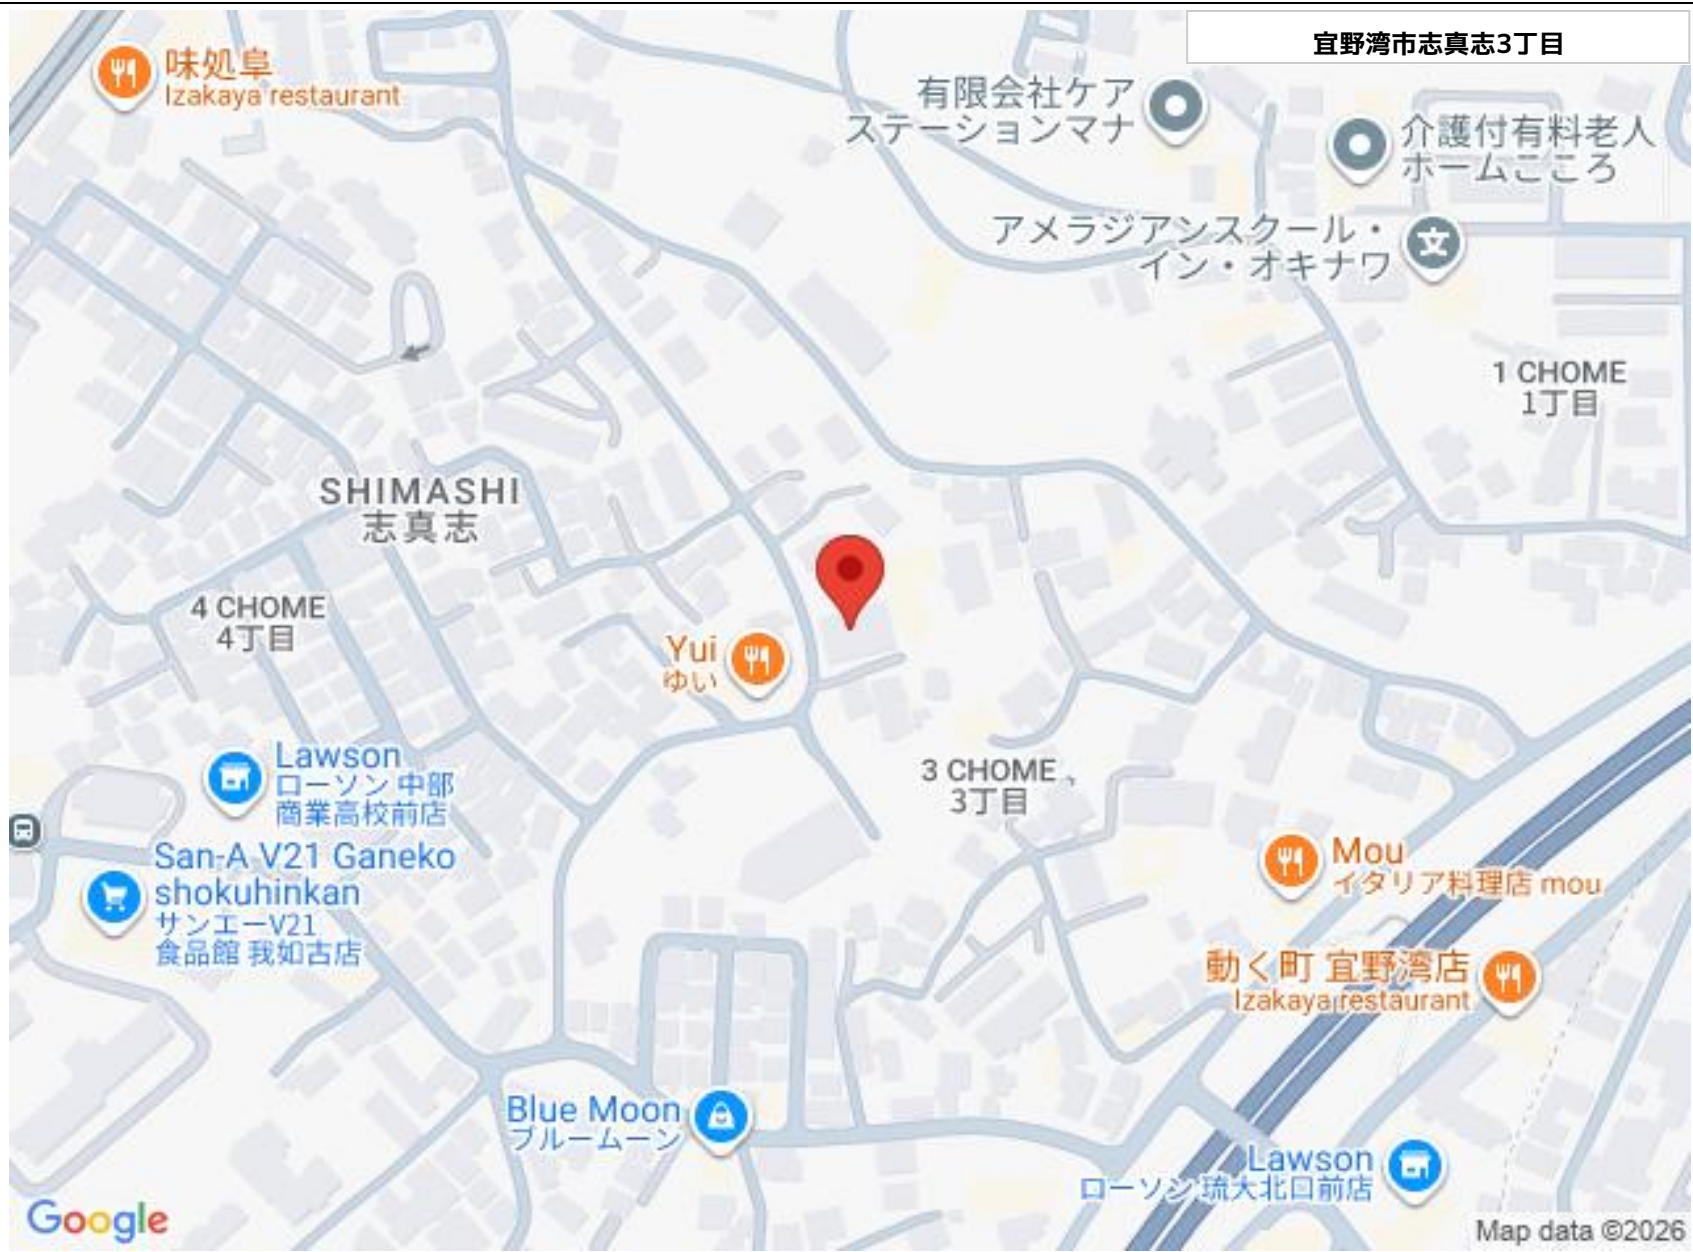 宜野湾市志真志3丁目
味処阜
Izakaya restaurant
有限会社ケア
ステーションマナ
介護付有料老人
ホームこころ
アメラジアンスクール・
イン・オキナワ
1 CHOME
1丁目
SHIMASHI
志真志
4 CHOME
4丁目
Yui
ゆい
Lawson
ローソン 中部
商業高校前店
3 CHOME
3丁目
San-A V21 Ganeko
shokuhinkan
サンエーV21
食品館 我如古店
Mou
イタリア料理店 mou
動く町 宜野湾店
Izakaya restaurant
Blue Moon
ブルームーン
Lawson
ローソン 琉大北口前店
Google
Map data ©2026